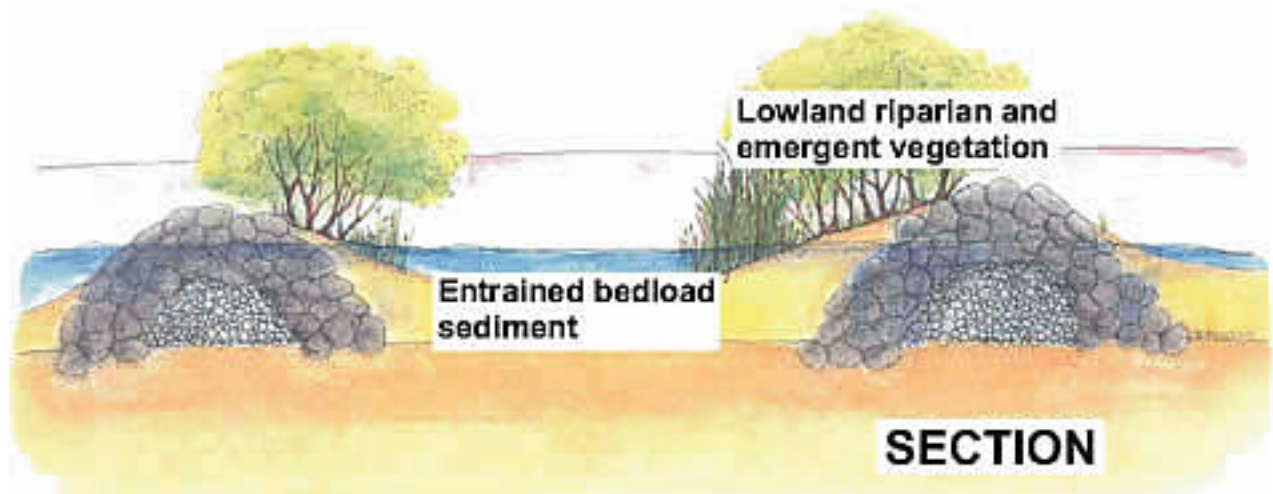 Lowland riparian and
emergent vegetation
Entrained bedload
sediment
SECTION